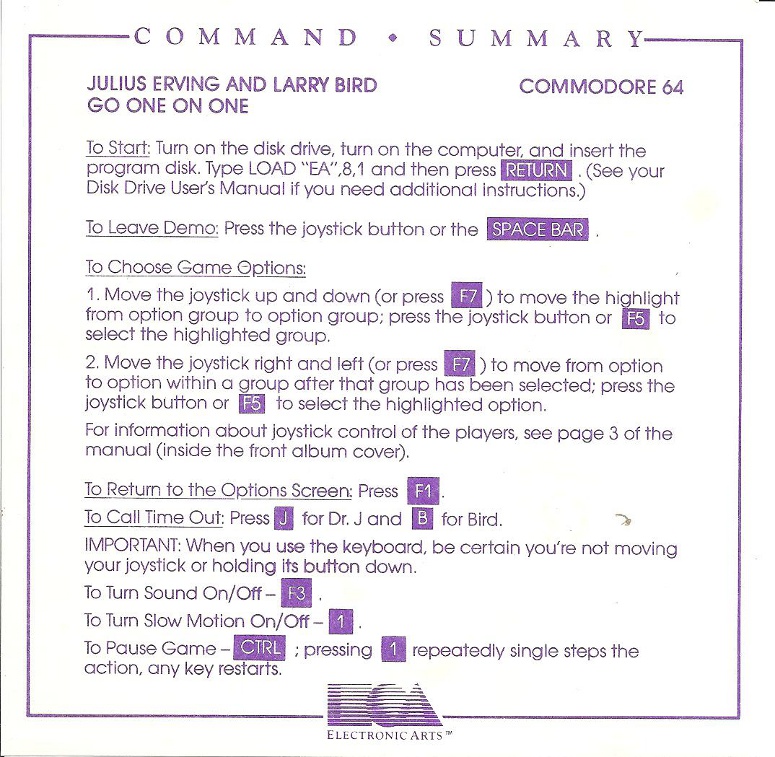 COMMAND • SUMMARY
JULIUS ERVING AND LARRY BIRD
GO ONE ON ONE
COMMODORE 64
To Start: Turn on the disk drive, turn on the computer, and insert the
program disk. Type LOAD "EA",8,1 and then press RETURN . (See your
Disk Drive User's Manual if you need additional instructions.)
To Leave Demo: Press the joystick button or the SPACE BAR .
To Choose Game Options:
1. Move the joystick up and down (or press F7 ) to move the highlight
from option group to option group; press the joystick button or F5 to
select the highlighted group.
2. Move the joystick right and left (or press F7 ) to move from option
to option within a group after that group has been selected; press the
joystick button or F5 to select the highlighted option.
For information about joystick control of the players, see page 3 of the
manual (inside the front album cover).
To Return to the Options Screen: Press F1 .
To Call Time Out: Press J for Dr. J and B for Bird.
IMPORTANT: When you use the keyboard, be certain you're not moving
your joystick or holding its button down.
To Turn Sound On/Off – F3 .
To Turn Slow Motion On/Off – 1 .
To Pause Game – CTRL ; pressing 1 repeatedly single steps the
action, any key restarts.
ELECTRONIC ARTS™